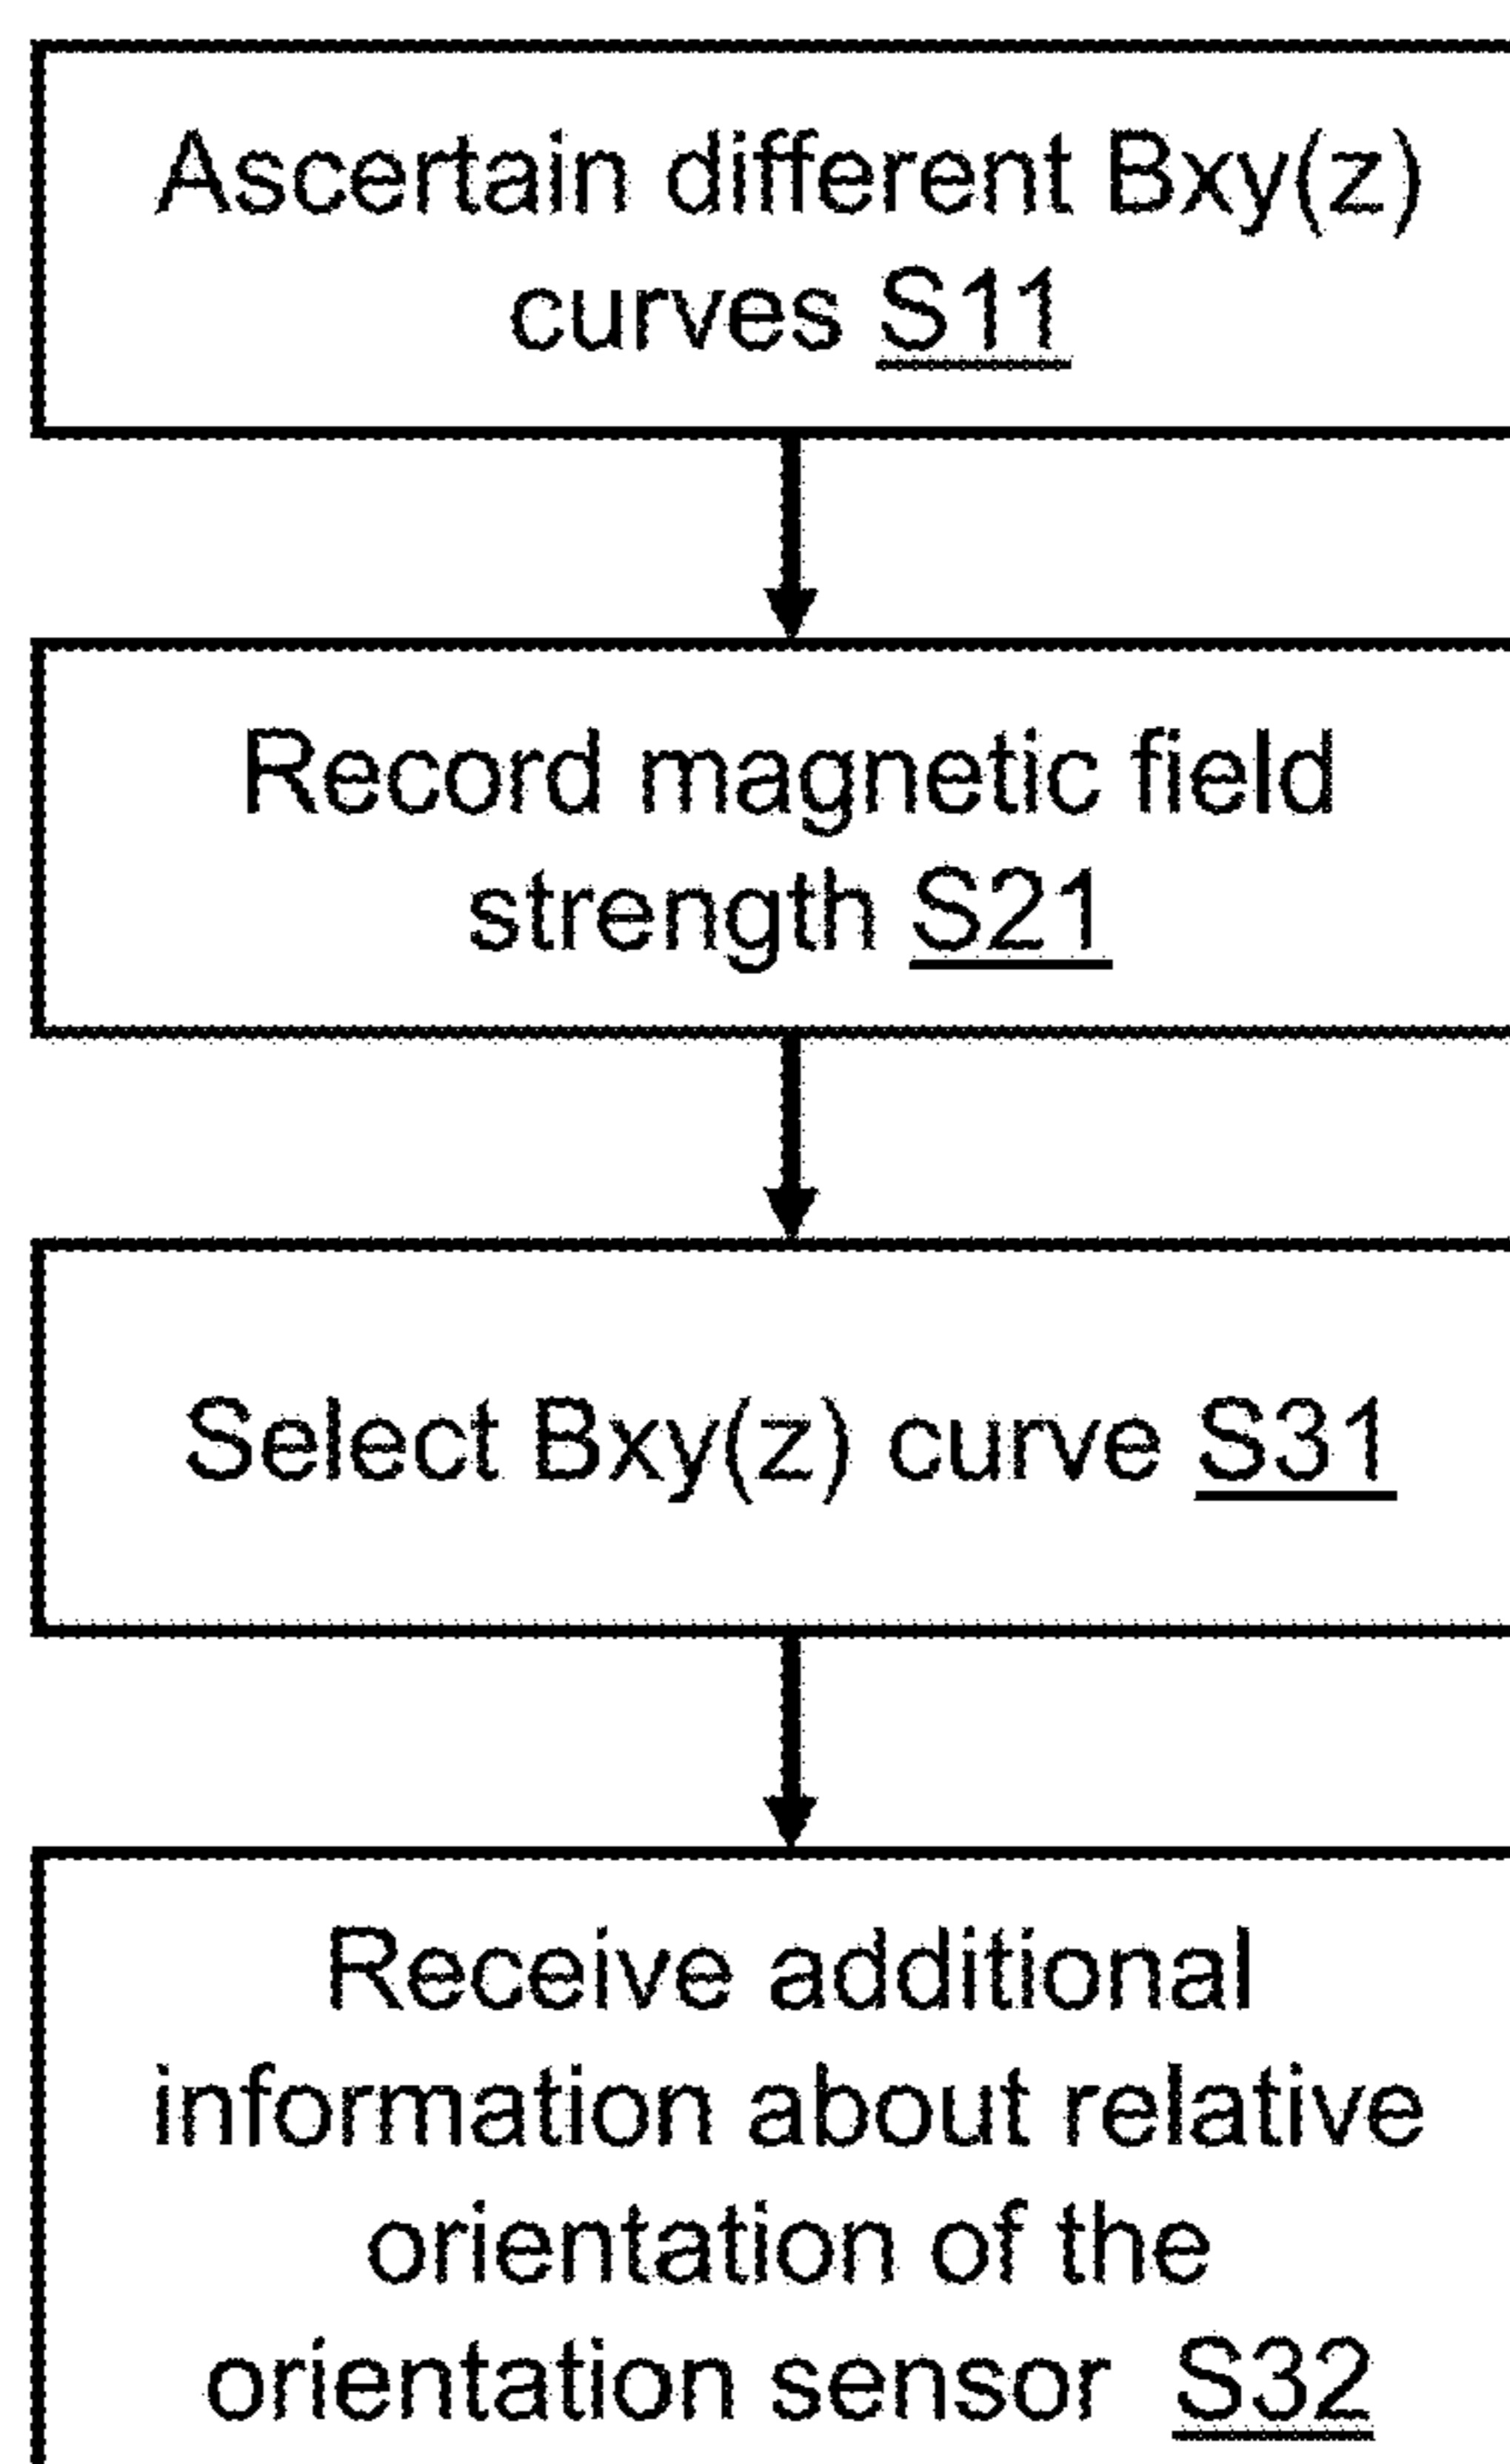 Ascertain different Bxy(z)
curves S11
Record magnetic field
strength S21
Select Bxy(z) curve S31
Receive additional
information about relative
orientation of the
orientation sensor S32